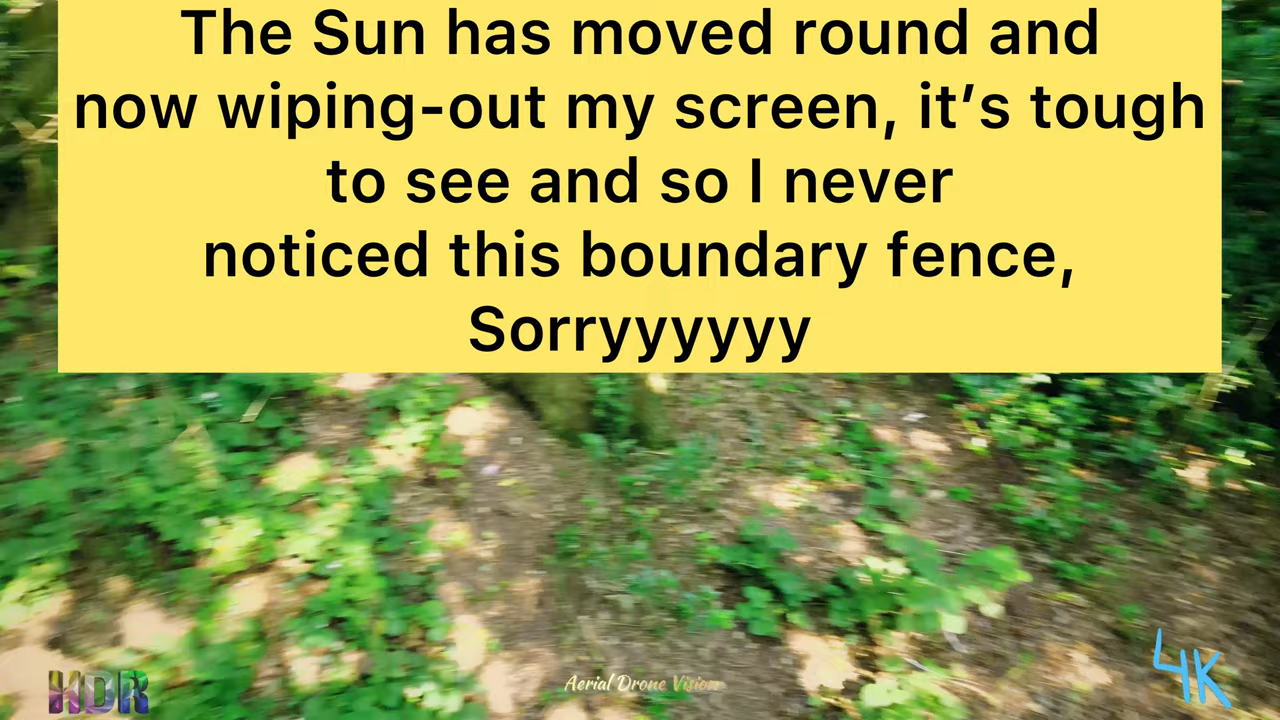 The Sun has moved round and
now wiping-out my screen, it’s tough
to see and so I never
noticed this boundary fence,
Sorryyyyyy
HDR
Aerial Drone Vision
4K